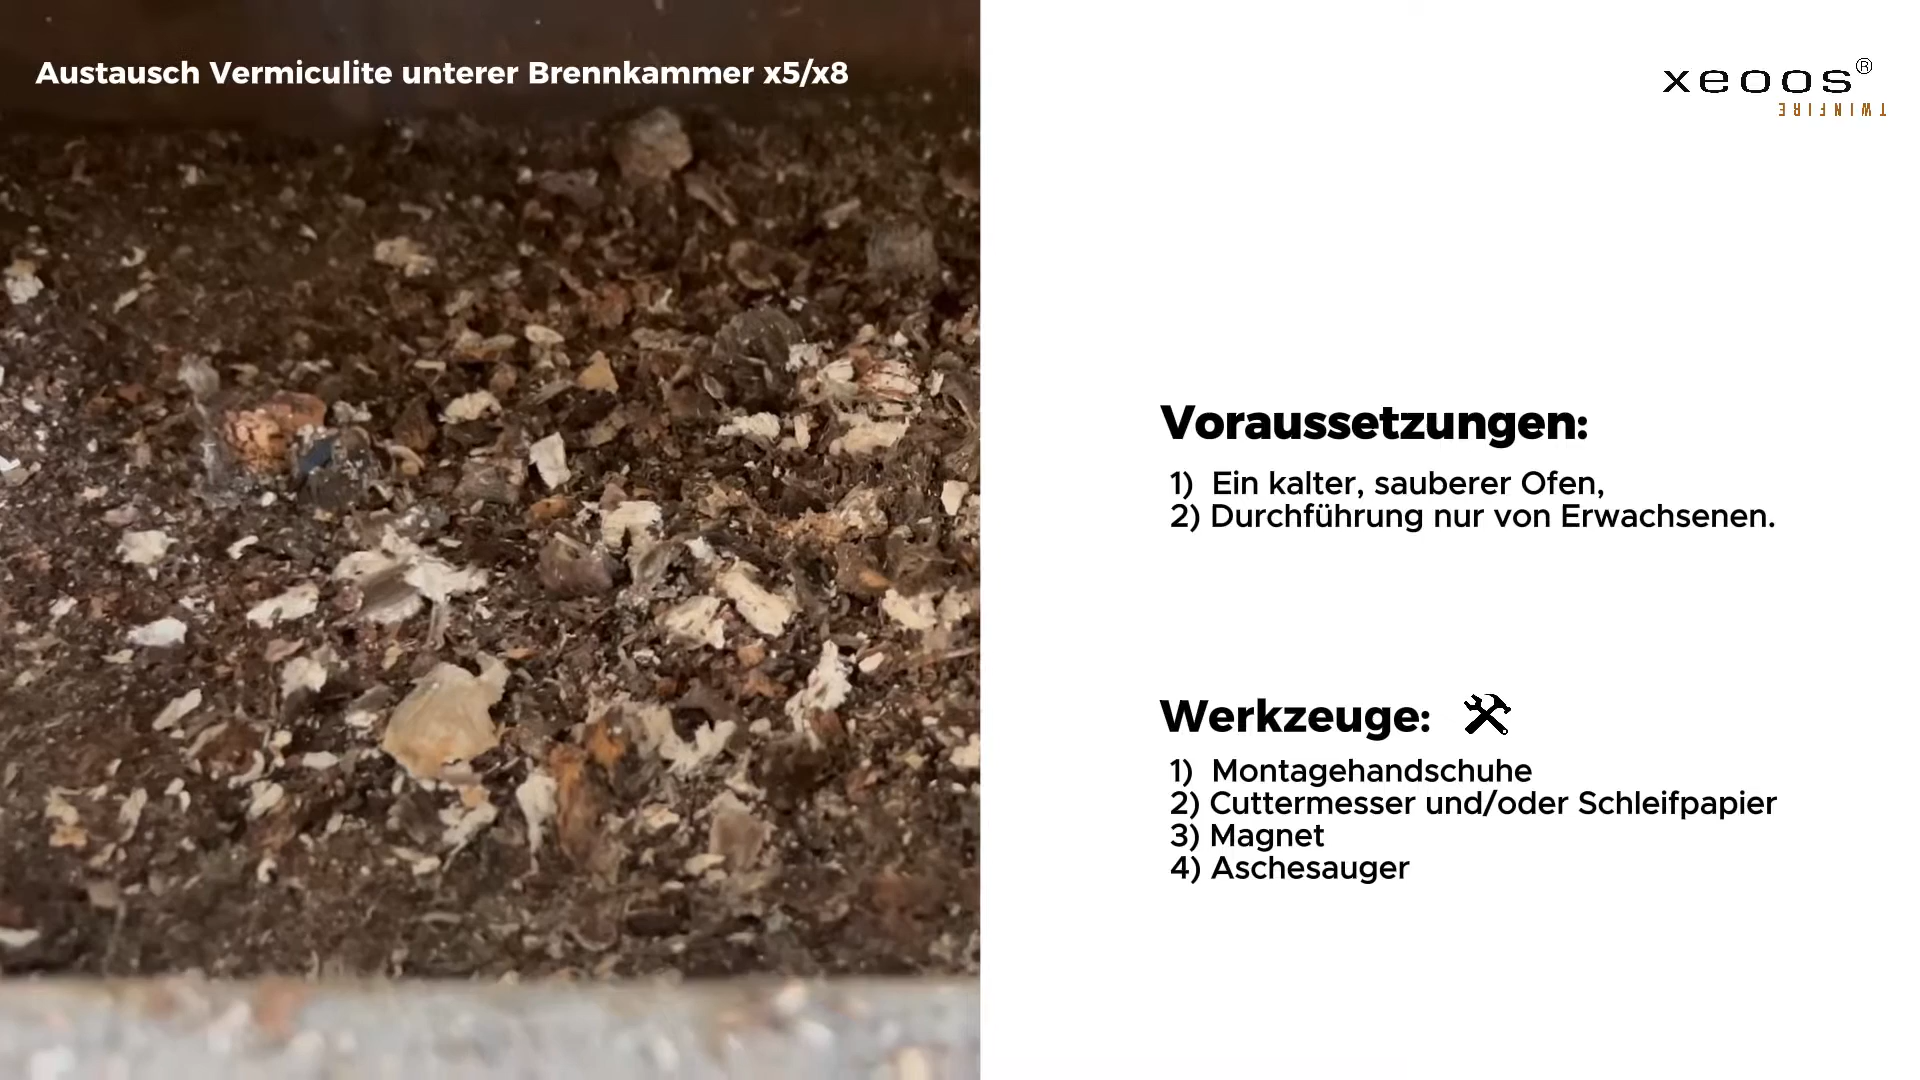 Austausch Vermiculite unterer Brennkammer x5/x8
xeoos®
TWINFIRE
Voraussetzungen:
1) Ein kalter, sauberer Ofen,
2) Durchführung nur von Erwachsenen.
Werkzeuge:
1) Montagehandschuhe
2) Cuttermesser und/oder Schleifpapier
3) Magnet
4) Aschesauger